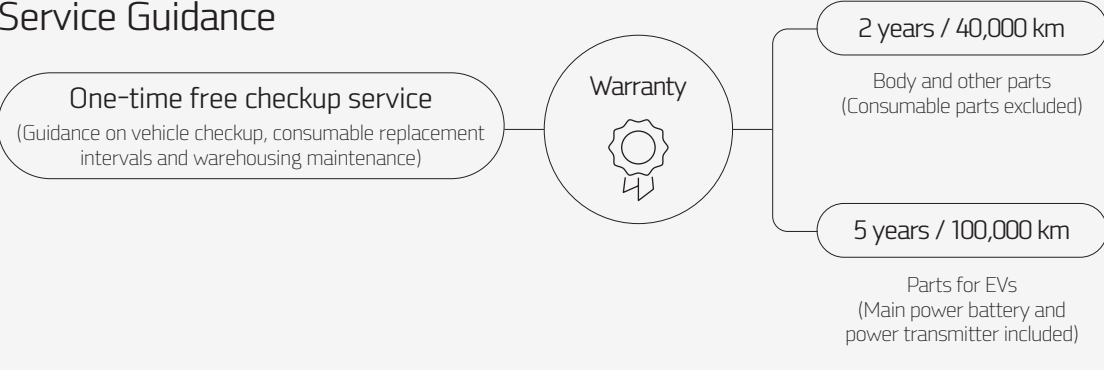 Service Guidance
One-time free checkup service
(Guidance on vehicle checkup, consumable replacement
intervals and warehousing maintenance)
Warranty
2 years / 40,000 km
Body and other parts
(Consumable parts excluded)
5 years / 100,000 km
Parts for EVs
(Main power battery and
power transmitter included)